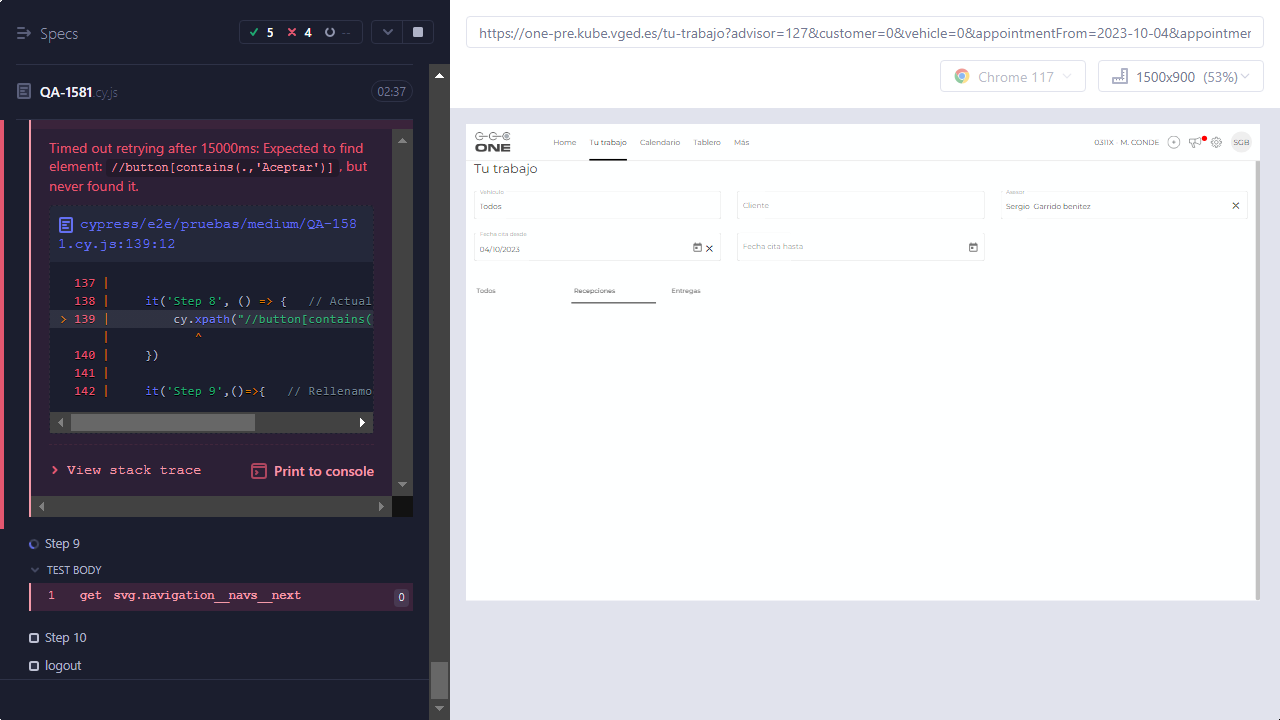 Specs
5 4 --
QA-1581.cy.js
02:37
Timed out retrying after 15000ms: Expected to find
element: //button[contains(.,'Aceptar')], but
never found it.
cypress/e2e/pruebas/medium/QA-158
1.cy.js:139:12
137 |
138 | it('Step 8', () => { // Actual
> 139 | cy.xpath("//button[contains(
| ^
140 | })
141 |
142 | it('Step 9',()=>{ // Rellenamo
> View stack trace
Print to console
Step 9
TEST BODY
1 get svg.navigation__navs__next 0
Step 10
logout
https://one-pre.kube.vged.es/tu-trabajo?advisor=127&customer=0&vehicle=0&appointmentFrom=2023-10-04&appointmer
Chrome 117
1500x900 (53%)
ONE
Home Tu trabajo Calendario Tablero Más
0311X - M. CONDE
SGB
Tu trabajo
Vehículo
Todos
Cliente
Asesor
Sergio Garrido benitez
Fecha cita desde
04/10/2023
Fecha cita hasta
Todos Recepciones Entregas